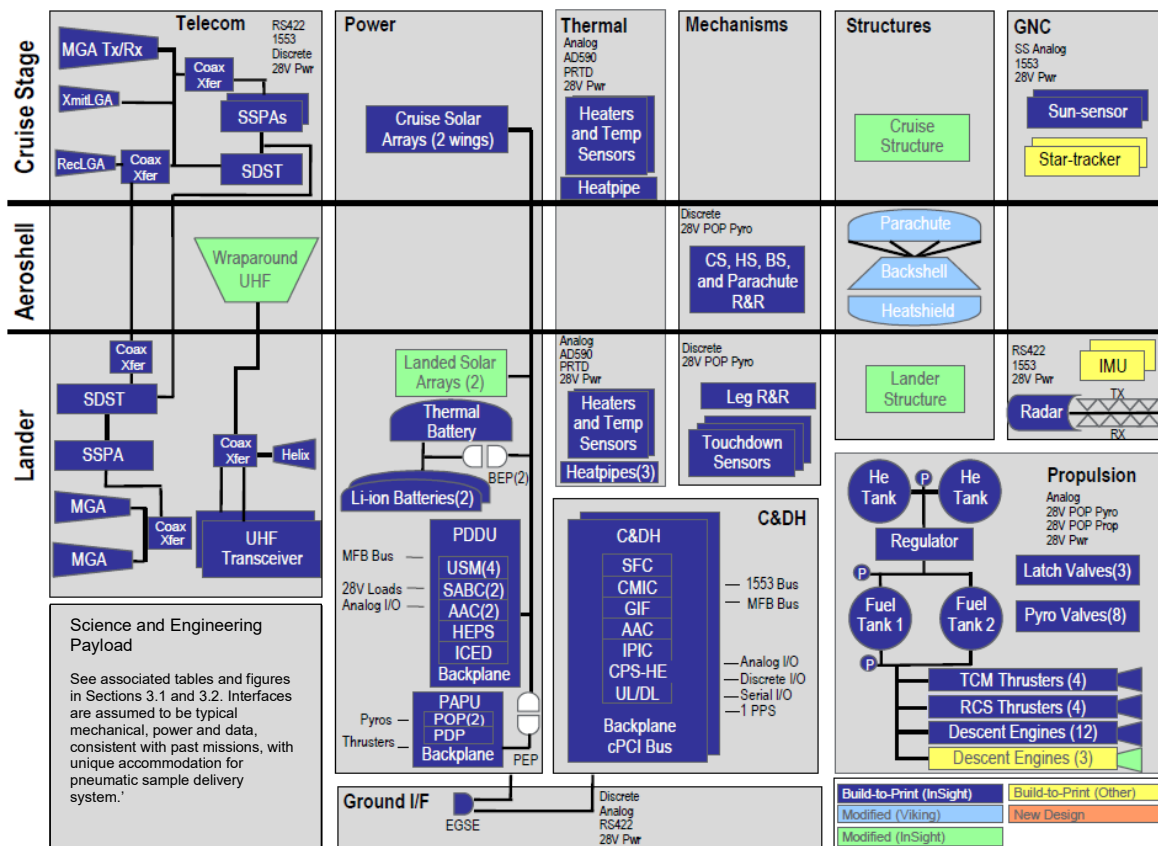 Cruise Stage
Telecom
RS422
1553
Discrete
28V Pwr
MGA Tx/Rx
Coax
Xfer
XmitLGA
SSPAs
RecLGA
Coax
Xfer
SDST
Power
Cruise Solar
Arrays (2 wings)
Thermal
Analog
AD590
PRTD
28V Pwr
Heaters
and Temp
Sensors
Heatpipe
Mechanisms
Structures
Cruise
Structure
GNC
SS Analog
1553
28V Pwr
Sun-sensor
Star-tracker
Aeroshell
Wraparound
UHF
Discrete
28V POP Pyro
CS, HS, BS,
and Parachute
R&R
Parachute
Backshell
Heatshield
Lander
Coax
Xfer
SDST
SSPA
Coax
Xfer
Helix
MGA
MGA
Coax
Xfer
UHF
Transceiver
Landed Solar
Arrays (2)
Thermal
Battery
BEP(2)
Li-ion Batteries(2)
PDDU
MFB Bus
USM(4)
28V Loads
SABC(2)
Analog I/O
AAC(2)
HEPS
ICED
Backplane
PAPU
Pyros
POP(2)
PDP
Thrusters
Backplane
PEP
Analog
AD590
PRTD
28V Pwr
Heaters
and Temp
Sensors
Heatpipes(3)
Discrete
28V POP Pyro
Leg R&R
Touchdown
Sensors
Lander
Structure
RS422
1553
28V Pwr
IMU
Radar
TX
RX
C&DH
C&DH
SFC
CMIC
GIF
AAC
IPIC
CPS-HE
UL/DL
Backplane
cPCI Bus
1553 Bus
MFB Bus
Analog I/O
Discrete I/O
Serial I/O
1 PPS
Propulsion
Analog
28V POP Pyro
28V POP Prop
28V Pwr
He
Tank
P
He
Tank
Regulator
Latch Valves(3)
P
Fuel
Tank 1
Fuel
Tank 2
Pyro Valves(8)
P
TCM Thrusters (4)
RCS Thrusters (4)
Descent Engines (12)
Descent Engines (3)
Science and Engineering
Payload
See associated tables and figures
in Sections 3.1 and 3.2. Interfaces
are assumed to be typical
mechanical, power and data,
consistent with past missions, with
unique accommodation for
pneumatic sample delivery
system.'
Ground I/F
EGSE
Discrete
Analog
RS422
28V Pwr
Build-to-Print (InSight)
Build-to-Print (Other)
Modified (Viking)
New Design
Modified (InSight)